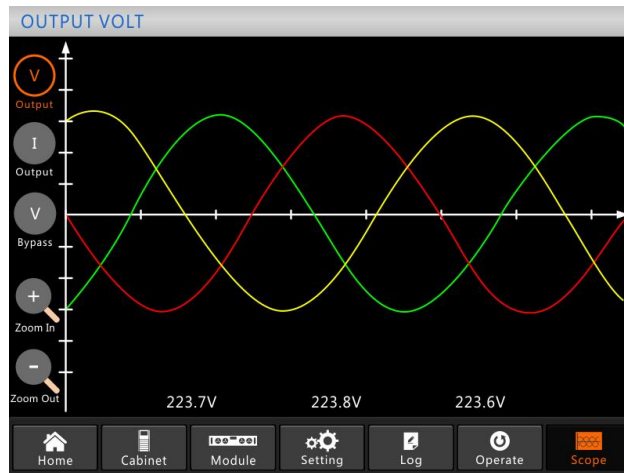 OUTPUT VOLT
V
Output
I
Output
V
Bypass
+
Zoom In
-
Zoom Out
223.7V 223.8V 223.6V
Home Cabinet Module Setting Log Operate Scope